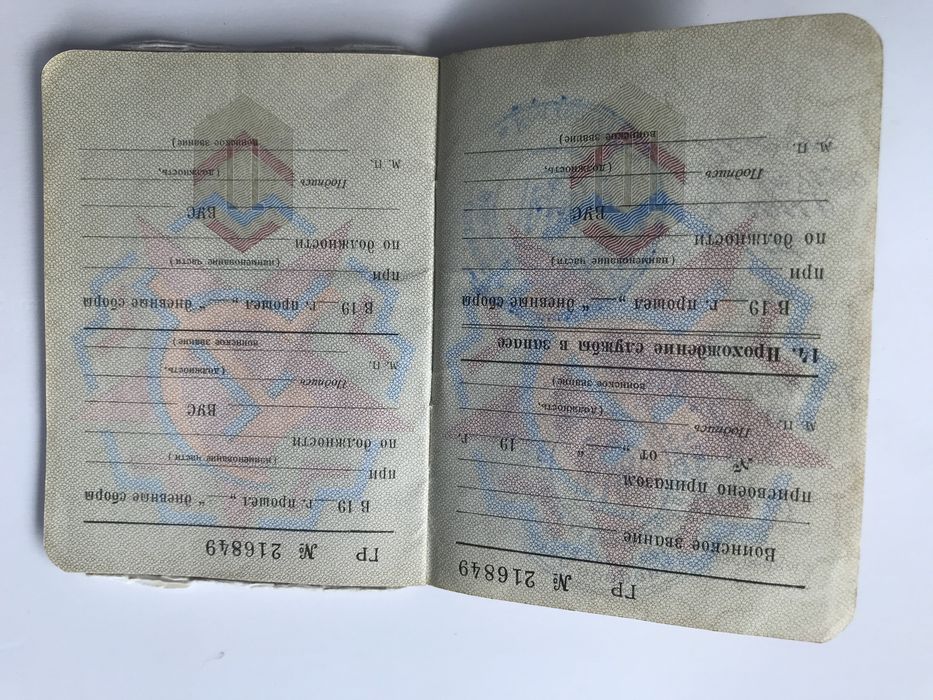 ГР № 216849
Воинское звание
присвоено приказом
№ от „ “ 19 г.
Подпись
(должность,
М. П.
воинское звание)
14. Прохождение службы в запасе
В 19 г. прошел „ “ дневные сборы
при
(наименование части)
по должности
ВУС
Подпись
(должность,
М. П.
воинское звание)
ГР № 216849
В 19 г. прошел „ “ дневные сборы
при
(наименование части)
по должности
ВУС
Подпись
(должность,
М. П.
воинское звание)
В 19 г. прошел „ “ дневные сборы
при
(наименование части)
по должности
ВУС
Подпись
(должность,
М. П.
воинское звание)